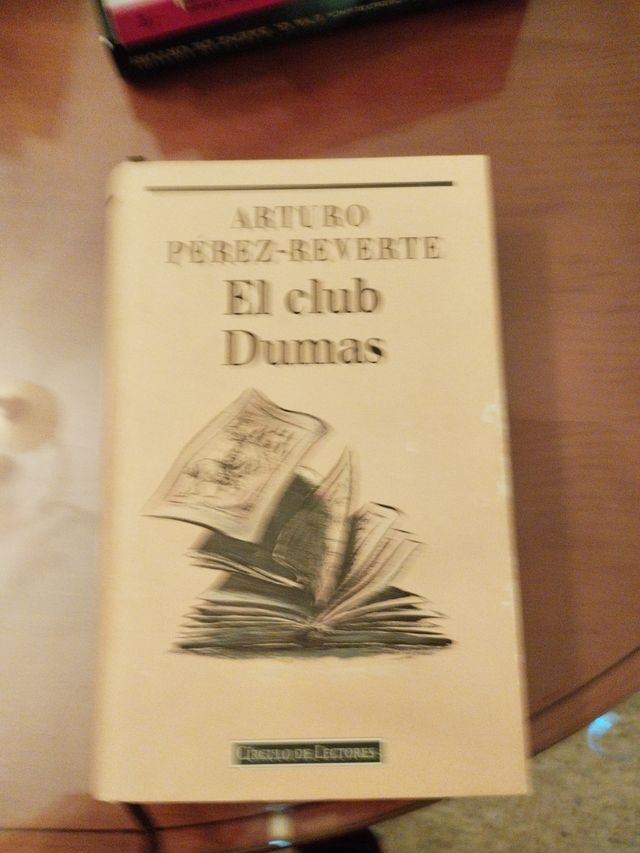 ARTURO
PÉREZ-REVERTE
El club
Dumas
CÍRCULO DE LECTORES